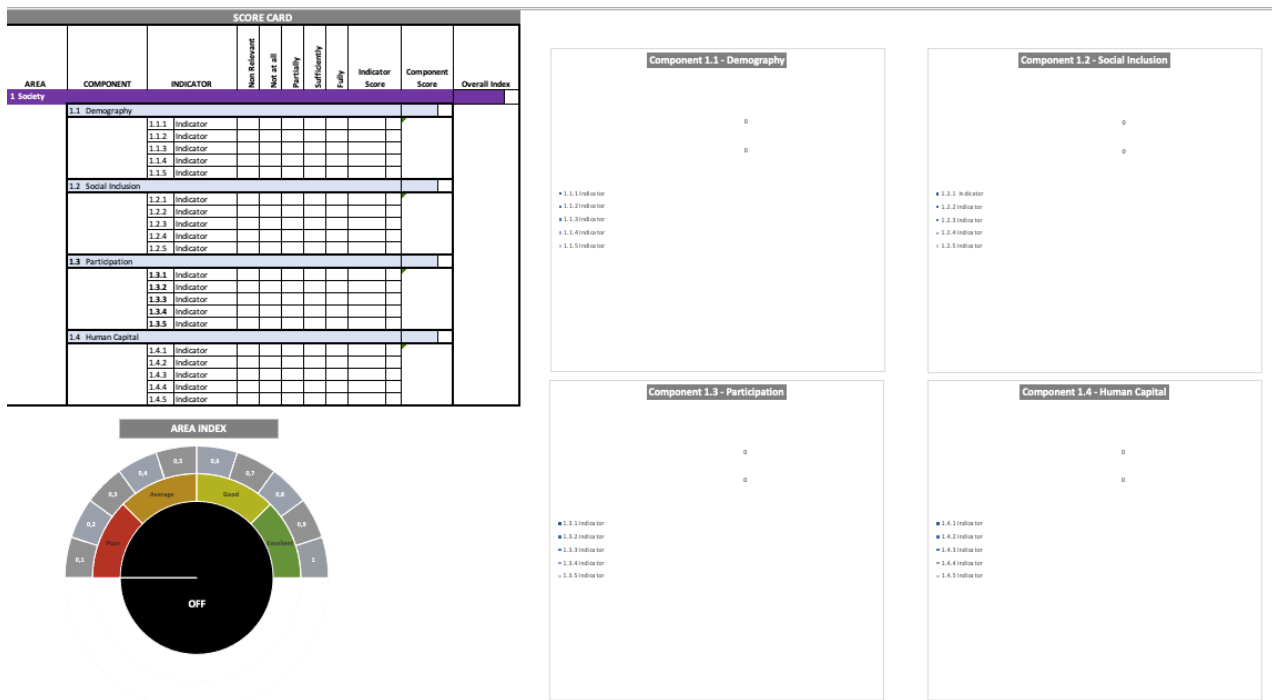 SCORE CARD
AREA COMPONENT INDICATOR Non Relevant Not at all Partially Sufficiently Fully Indicator Score Component Score Overall Index
1 Society
1.1 Demography
1.1.1 Indicator
1.1.2 Indicator
1.1.3 Indicator
1.1.4 Indicator
1.1.5 Indicator
1.2 Social Inclusion
1.2.1 Indicator
1.2.2 Indicator
1.2.3 Indicator
1.2.4 Indicator
1.2.5 Indicator
1.3 Participation
1.3.1 Indicator
1.3.2 Indicator
1.3.3 Indicator
1.3.4 Indicator
1.3.5 Indicator
1.4 Human Capital
1.4.1 Indicator
1.4.2 Indicator
1.4.3 Indicator
1.4.4 Indicator
1.4.5 Indicator
AREA INDEX
0,1
0,2
0,3
0,4
0,5
0,6
0,7
0,8
0,9
1
Poor
Average
Good
Excellent
OFF
Component 1.1 - Demography
0
0
1.1.1 Indicator
1.1.2 Indicator
1.1.3 Indicator
1.1.4 Indicator
1.1.5 Indicator
Component 1.2 - Social Inclusion
0
0
1.2.1 Indicator
1.2.2 Indicator
1.2.3 Indicator
1.2.4 Indicator
1.2.5 Indicator
Component 1.3 - Participation
0
0
1.3.1 Indicator
1.3.2 Indicator
1.3.3 Indicator
1.3.4 Indicator
1.3.5 Indicator
Component 1.4 - Human Capital
0
0
1.4.1 Indicator
1.4.2 Indicator
1.4.3 Indicator
1.4.4 Indicator
1.4.5 Indicator